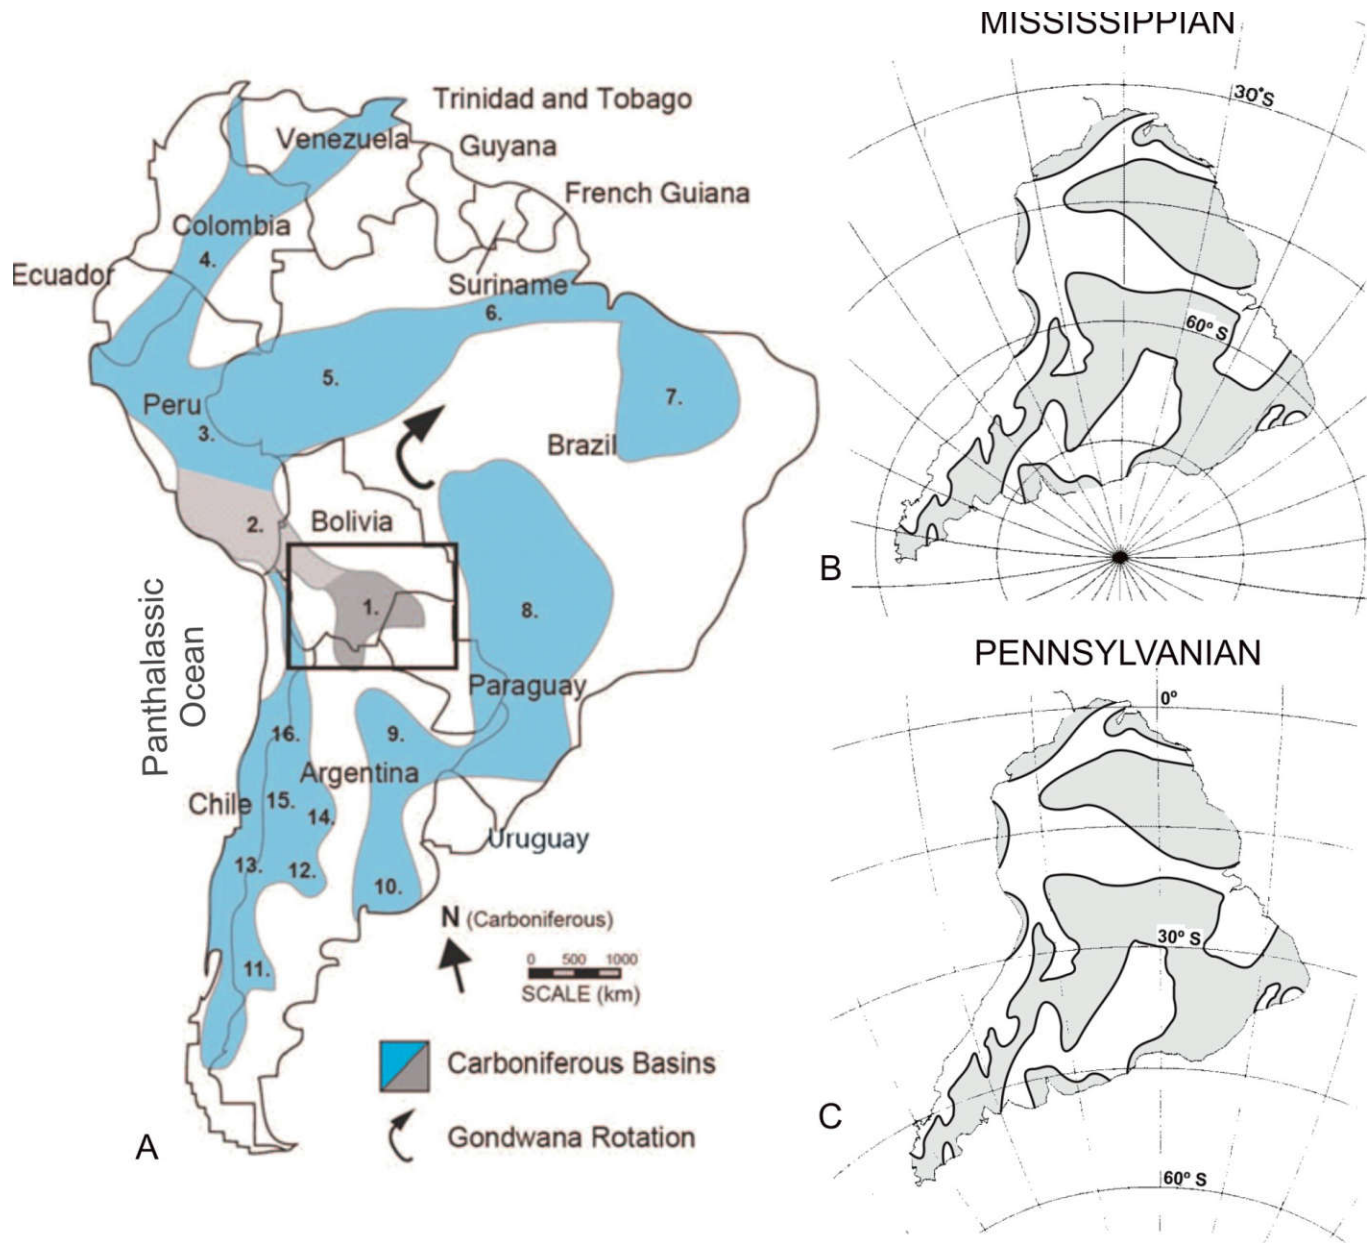 Trinidad and Tobago
Venezuela
Guyana
French Guiana
Colombia
4.
Ecuador
Suriname
6.
5.
7.
Peru
3.
Brazil
2.
Bolivia
1.
8.
Panthalassic
Ocean
Paraguay
16.
9.
Argentina
Chile
15.
14.
Uruguay
13.
12.
10.
N (Carboniferous)
11.
0 500 1000
SCALE (km)
Carboniferous Basins
Gondwana Rotation
A
MISSISSIPPIAN
30°S
60° S
B
PENNSYLVANIAN
0°
30° S
C
60° S